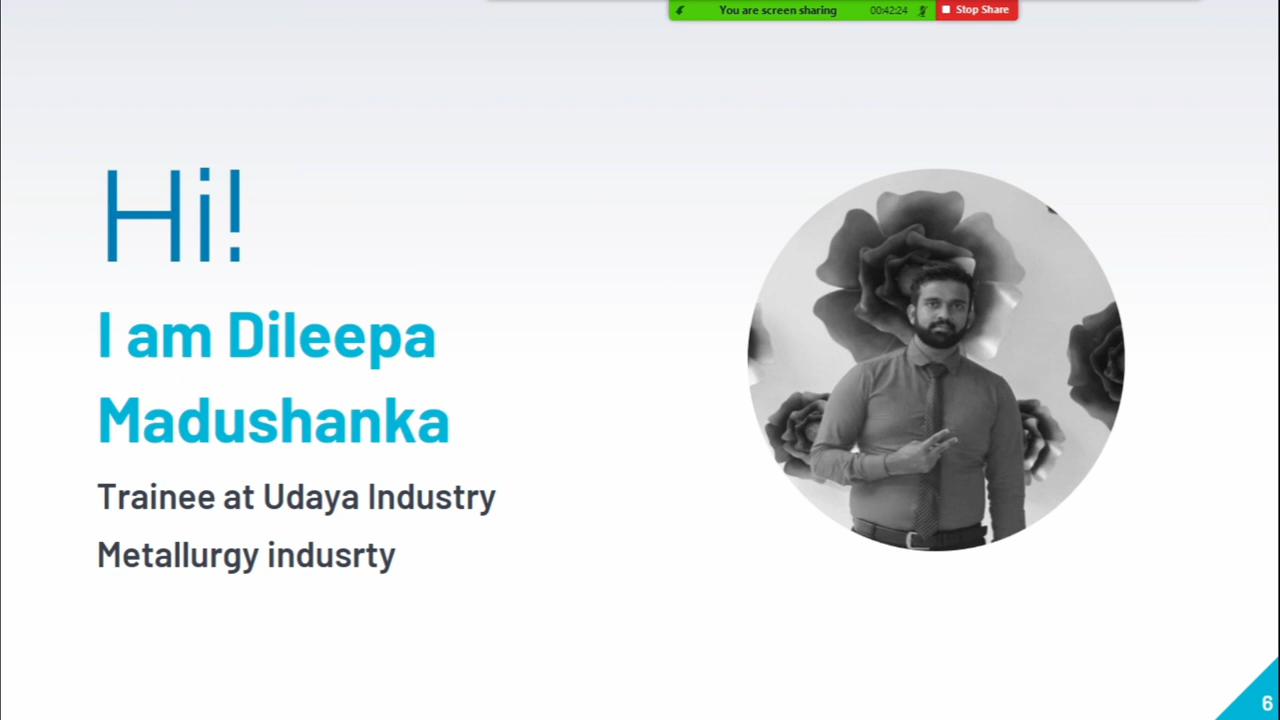 You are screen sharing 00:42:24 Stop Share
Hi!
I am Dileepa
Madushanka
Trainee at Udaya Industry
Metallurgy indusrty
6